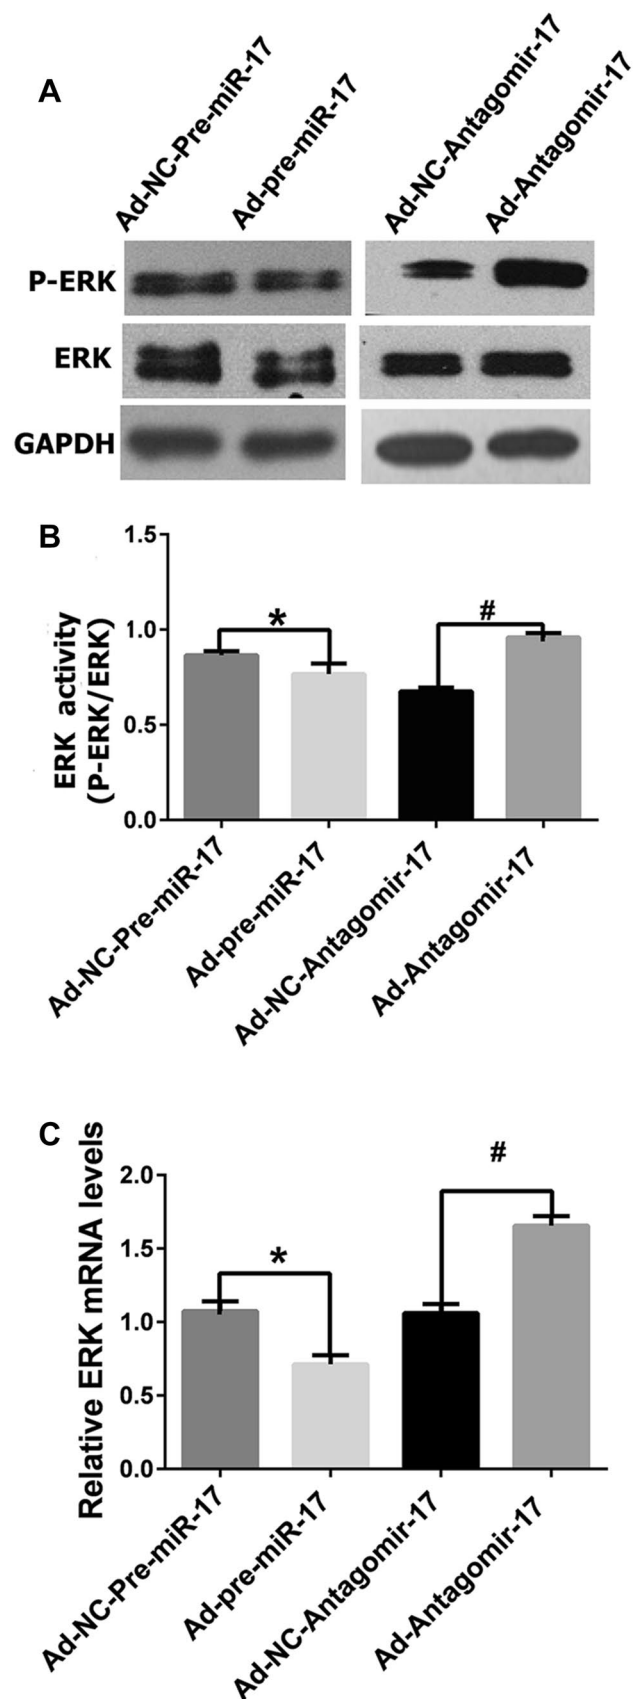 A
Ad-NC-Pre-miR-17
Ad-pre-miR-17
Ad-NC-Antagomir-17
Ad-Antagomir-17
P-ERK
ERK
GAPDH
B
ERK activity
(P-ERK/ERK)
1.5
1.0
0.5
0.0
*
#
Ad-NC-Pre-miR-17
Ad-pre-miR-17
Ad-NC-Antagomir-17
Ad-Antagomir-17
C
Relative ERK mRNA levels
2.0
1.5
1.0
0.5
0.0
*
#
Ad-NC-Pre-miR-17
Ad-pre-miR-17
Ad-NC-Antagomir-17
Ad-Antagomir-17